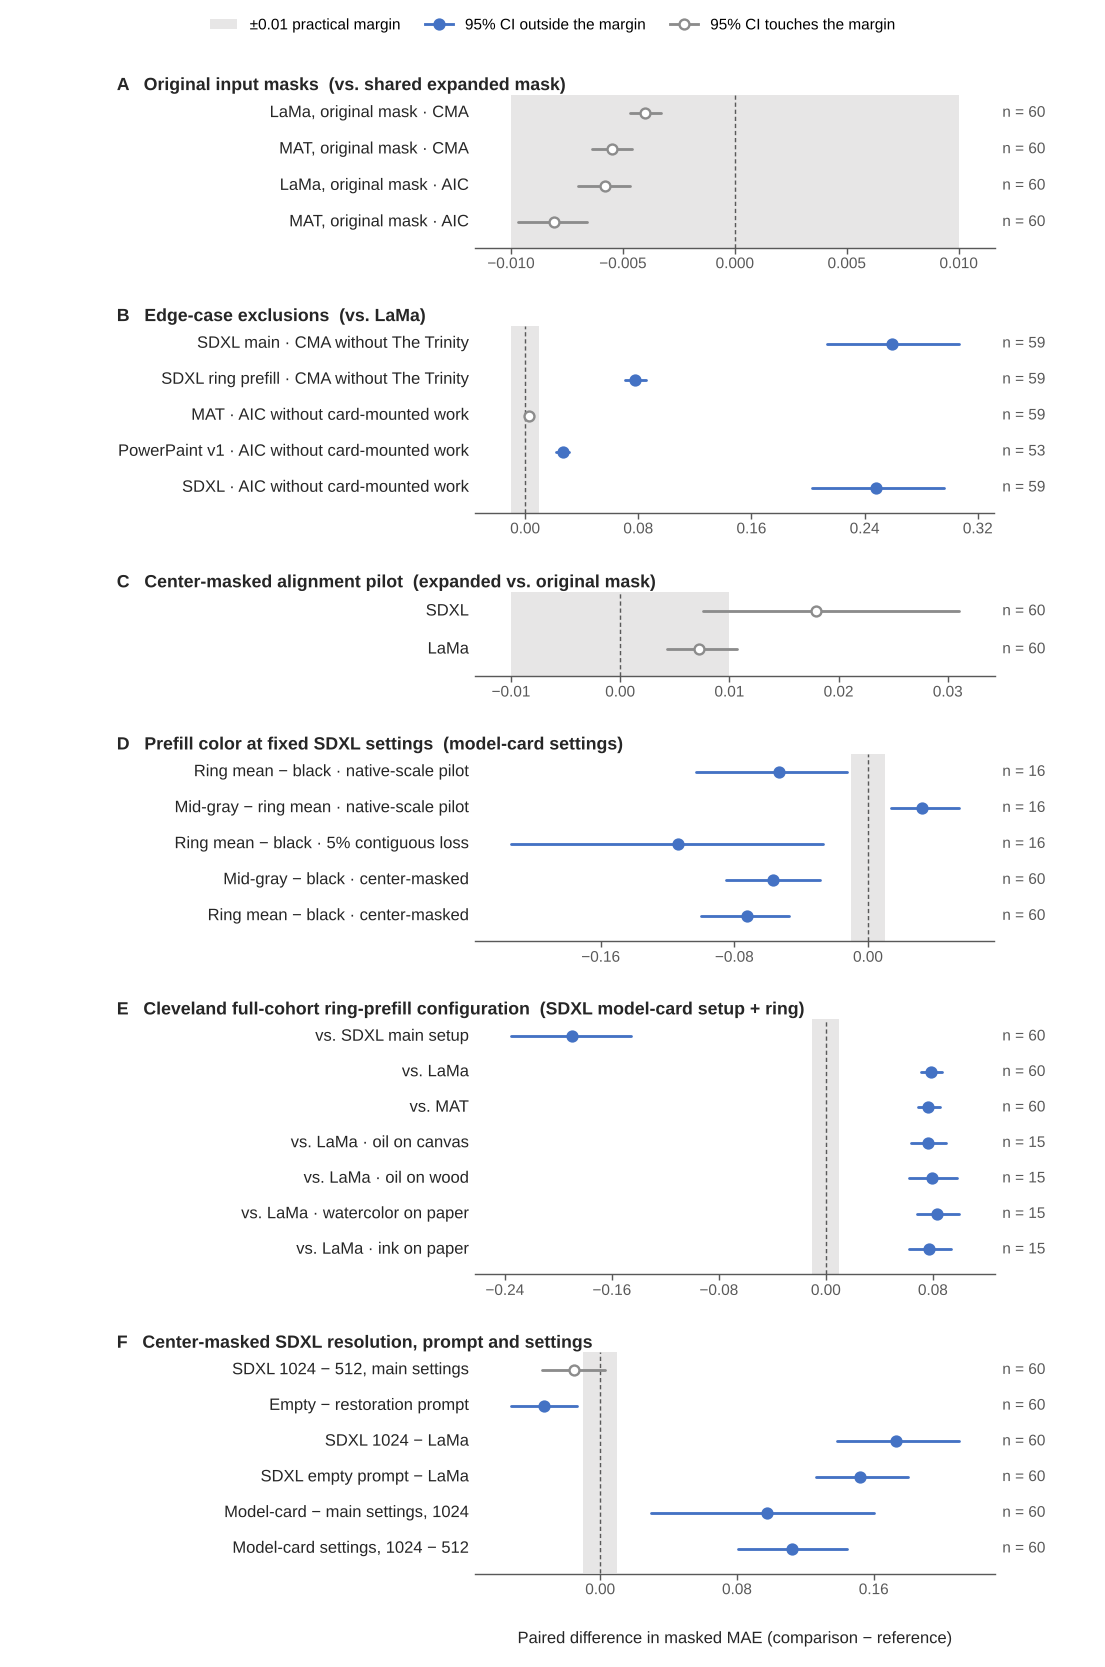 ±0.01 practical margin 95% CI outside the margin 95% CI touches the margin
A Original input masks (vs. shared expanded mask)
LaMa, original mask · CMA n = 60
MAT, original mask · CMA n = 60
LaMa, original mask · AIC n = 60
MAT, original mask · AIC n = 60
−0.010 −0.005 0.000 0.005 0.010
B Edge-case exclusions (vs. LaMa)
SDXL main · CMA without The Trinity n = 59
SDXL ring prefill · CMA without The Trinity n = 59
MAT · AIC without card-mounted work n = 59
PowerPaint v1 · AIC without card-mounted work n = 53
SDXL · AIC without card-mounted work n = 59
0.00 0.08 0.16 0.24 0.32
C Center-masked alignment pilot (expanded vs. original mask)
SDXL n = 60
LaMa n = 60
−0.01 0.00 0.01 0.02 0.03
D Prefill color at fixed SDXL settings (model-card settings)
Ring mean − black · native-scale pilot n = 16
Mid-gray − ring mean · native-scale pilot n = 16
Ring mean − black · 5% contiguous loss n = 16
Mid-gray − black · center-masked n = 60
Ring mean − black · center-masked n = 60
−0.16 −0.08 0.00
E Cleveland full-cohort ring-prefill configuration (SDXL model-card setup + ring)
vs. SDXL main setup n = 60
vs. LaMa n = 60
vs. MAT n = 60
vs. LaMa · oil on canvas n = 15
vs. LaMa · oil on wood n = 15
vs. LaMa · watercolor on paper n = 15
vs. LaMa · ink on paper n = 15
−0.24 −0.16 −0.08 0.00 0.08
F Center-masked SDXL resolution, prompt and settings
SDXL 1024 − 512, main settings n = 60
Empty − restoration prompt n = 60
SDXL 1024 − LaMa n = 60
SDXL empty prompt − LaMa n = 60
Model-card − main settings, 1024 n = 60
Model-card settings, 1024 − 512 n = 60
0.00 0.08 0.16
Paired difference in masked MAE (comparison − reference)